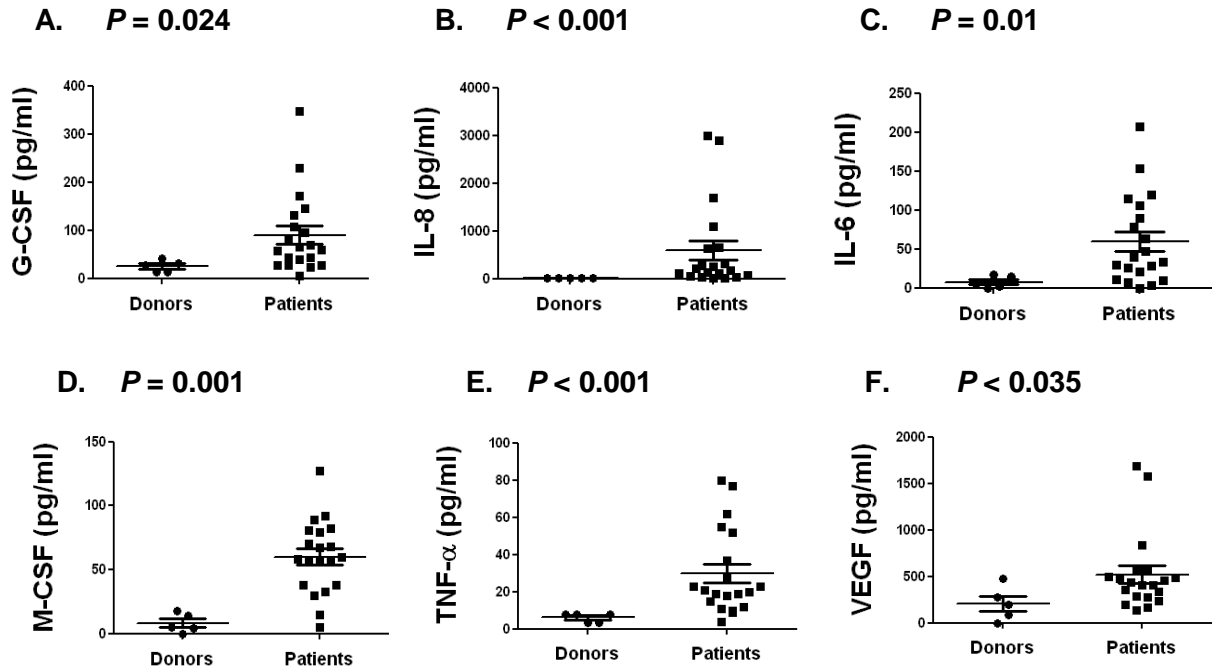 A. P = 0.024
G-CSF (pg/ml)
400
300
200
100
0
Donors Patients
B. P < 0.001
IL-8 (pg/ml)
4000
3000
2000
1000
0
Donors Patients
C. P = 0.01
IL-6 (pg/ml)
250
200
150
100
50
0
Donors Patients
D. P = 0.001
M-CSF (pg/ml)
150
100
50
0
Donors Patients
E. P < 0.001
TNF-α (pg/ml)
100
80
60
40
20
0
Donors Patients
F. P < 0.035
VEGF (pg/ml)
2000
1500
1000
500
0
Donors Patients